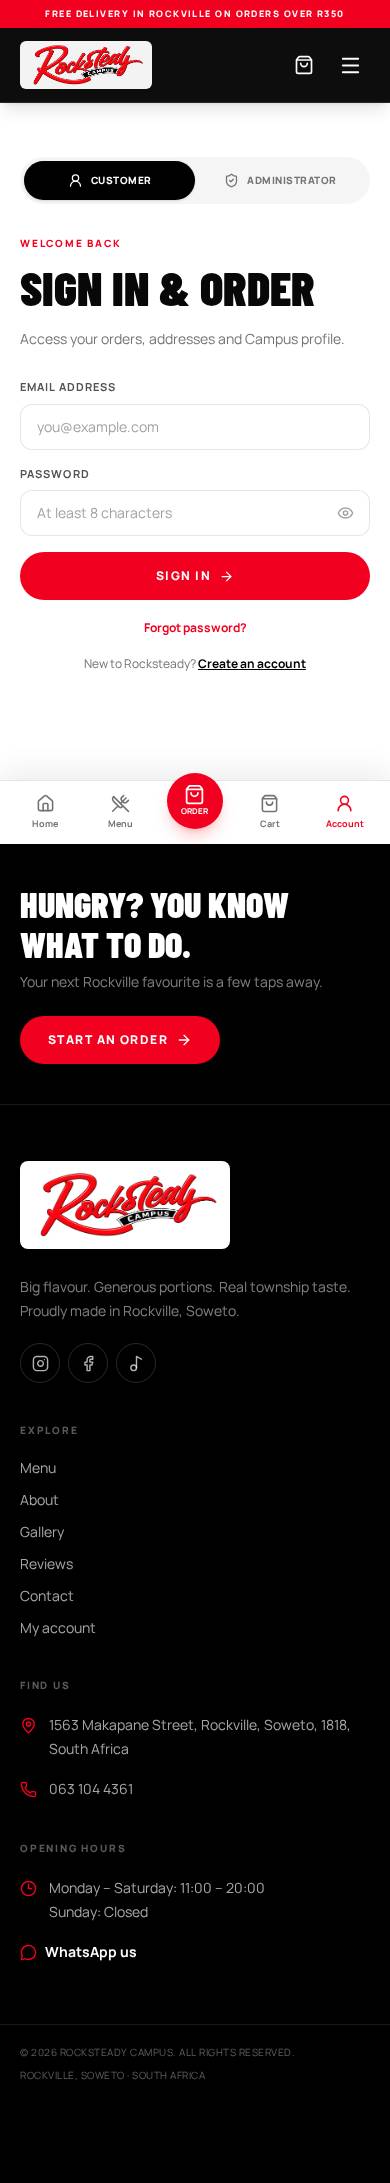 FREE DELIVERY IN ROCKVILLE ON ORDERS OVER R350
Rocksteady
CAMPUS
CUSTOMER
ADMINISTRATOR
WELCOME BACK
SIGN IN & ORDER
Access your orders, addresses and Campus profile.
EMAIL ADDRESS
you@example.com
PASSWORD
At least 8 characters
SIGN IN
Forgot password?
New to Rocksteady? Create an account
Home
Menu
ORDER
Cart
Account
HUNGRY? YOU KNOW
WHAT TO DO.
Your next Rockville favourite is a few taps away.
START AN ORDER
Rocksteady
CAMPUS
Big flavour. Generous portions. Real township taste.
Proudly made in Rockville, Soweto.
EXPLORE
Menu
About
Gallery
Reviews
Contact
My account
FIND US
1563 Makapane Street, Rockville, Soweto, 1818,
South Africa
063 104 4361
OPENING HOURS
Monday – Saturday: 11:00 – 20:00
Sunday: Closed
WhatsApp us
© 2026 ROCKSTEADY CAMPUS. ALL RIGHTS RESERVED.
ROCKVILLE, SOWETO · SOUTH AFRICA